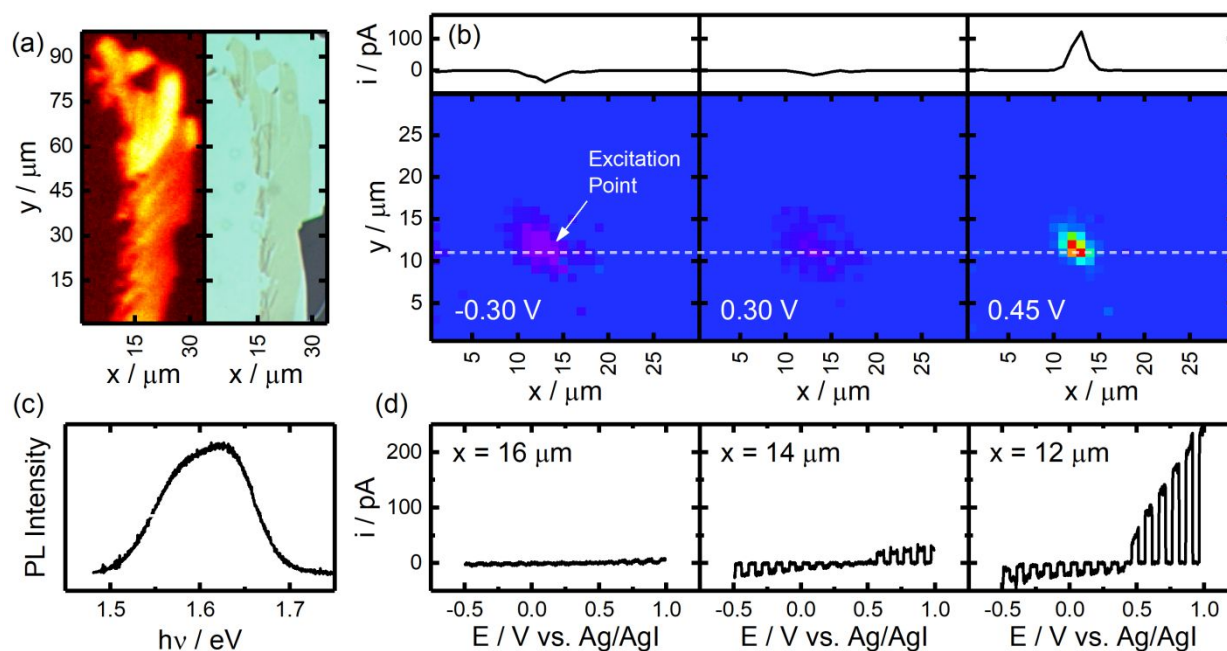 (a)
90
75
60
45
30
15
y / μm
15
30
15
30
x / μm
x / μm
(b)
100
0
i / pA
30
25
20
15
10
5
y / μm
Excitation
Point
-0.30 V
0.30 V
0.45 V
5
10
15
20
25
5
10
15
20
25
5
10
15
20
25
x / μm
x / μm
x / μm
(c)
PL Intensity
1.5
1.6
1.7
hν / eV
(d)
200
100
0
i / pA
x = 16 μm
x = 14 μm
x = 12 μm
-0.5 0.0 0.5 1.0
-0.5 0.0 0.5 1.0
-0.5 0.0 0.5 1.0
E / V vs. Ag/AgI
E / V vs. Ag/AgI
E / V vs. Ag/AgI